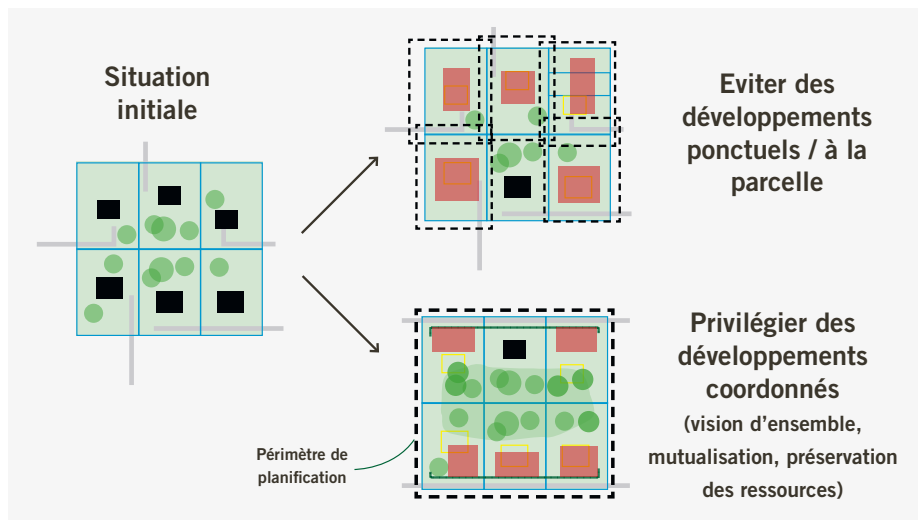 Situation
initiale
Eviter des
développements
ponctuels / à la
parcelle
Privilégier des
développements
coordonnés
(vision d'ensemble,
mutualisation, préservation
des ressources)
Périmètre de
planification